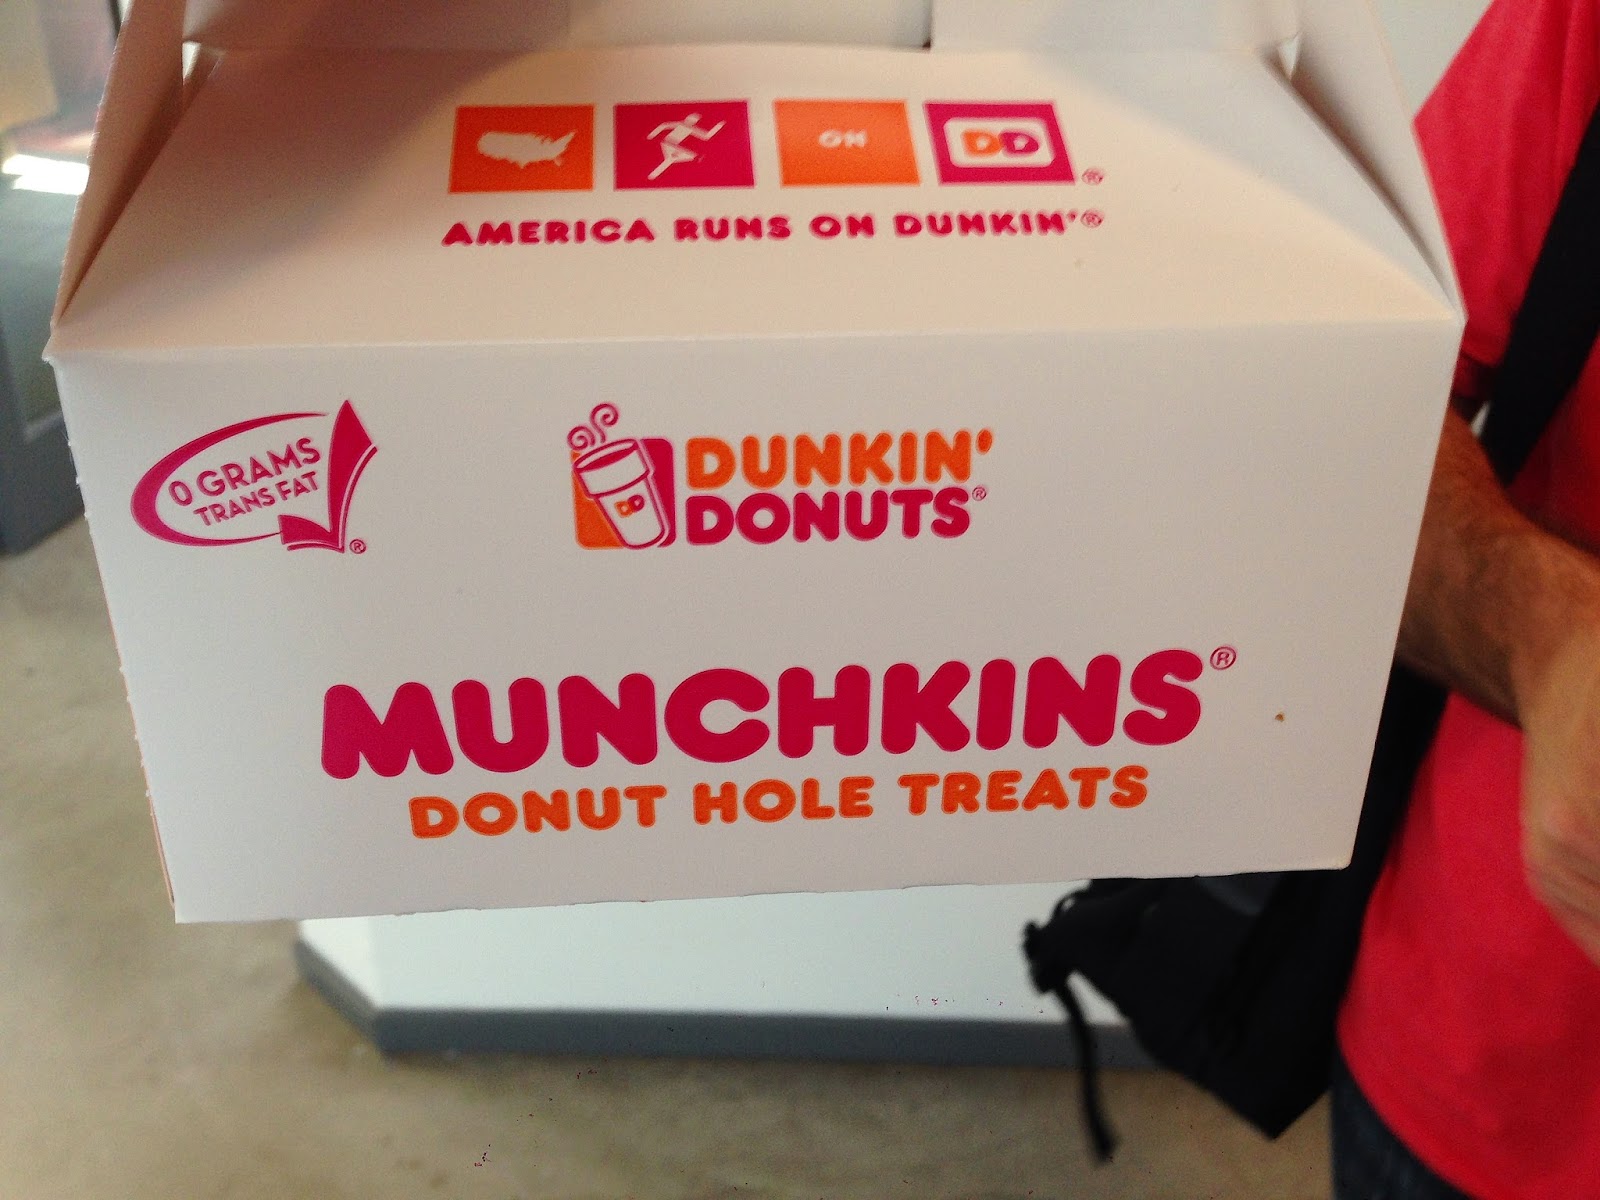 ON DD®
AMERICA RUNS ON DUNKIN'®
0 GRAMS
TRANS FAT
®
DD
DUNKIN'
DONUTS®
MUNCHKINS®
DONUT HOLE TREATS